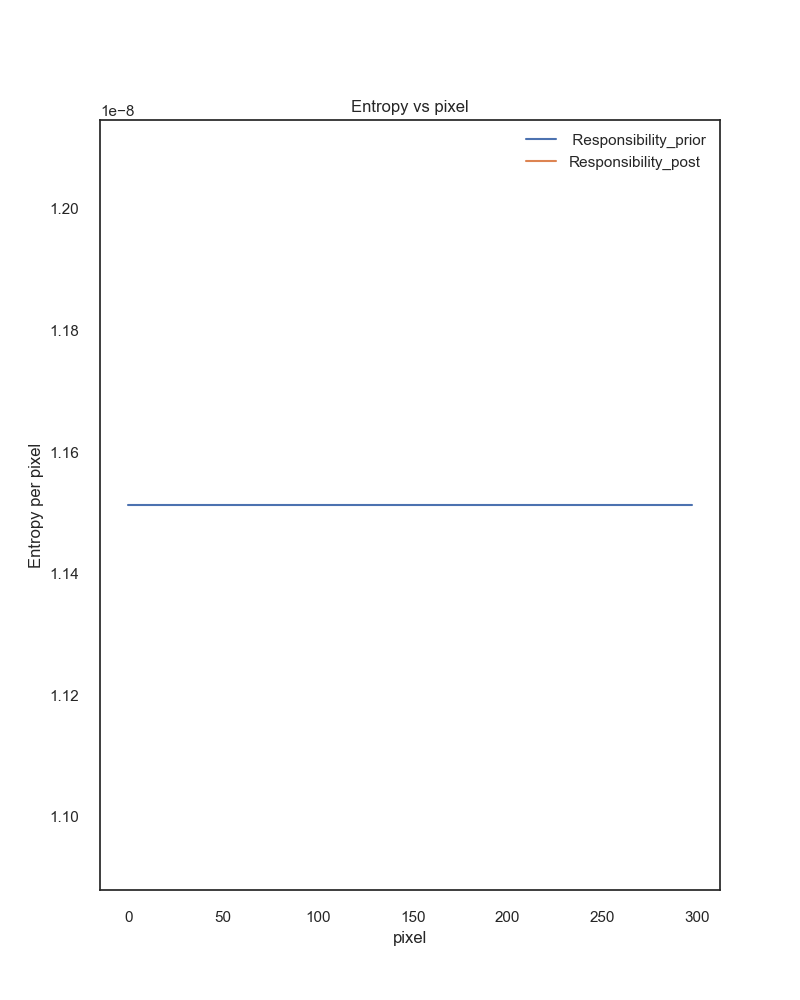 Entropy vs pixel
1e−8
Responsibility_prior
Responsibility_post
1.20
1.18
1.16
1.14
1.12
1.10
Entropy per pixel
0 50 100 150 200 250 300
pixel